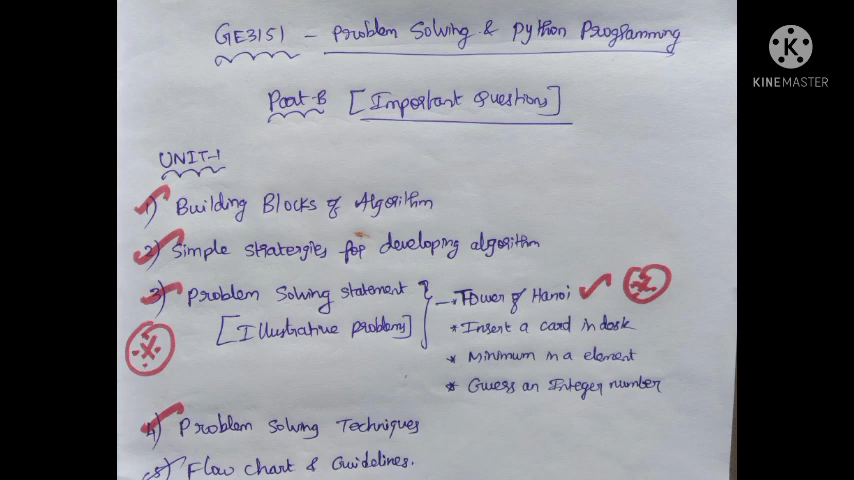 GE3151 - Problem Solving & Python Programming
K
KINEMASTER
Part-B [Important Questions]
UNIT-1
1) Building Blocks of Algorithm
2) Simple stratergies for developing algorithm
3) Problem Solving statement { - * Tower of Hanoi
[Illustrative problems] * Insert a card in desk
* Minimum in a element
* Guess an Integer number
4) Problem Solving Techniques
5) Flow chart & Guidelines.